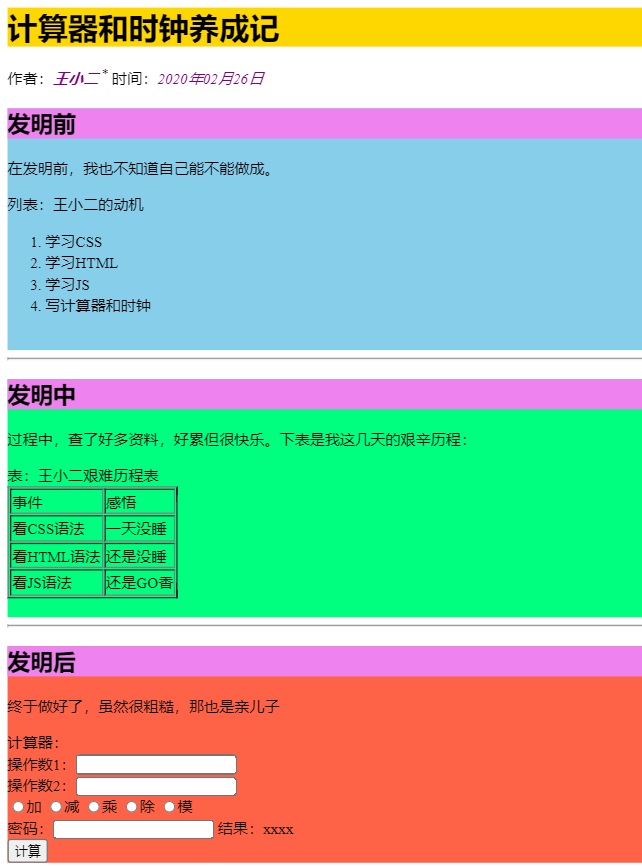 计算器和时钟养成记
作者：王小二* 时间：2020年02月26日
发明前
在发明前，我也不知道自己能不能做成。
列表：王小二的动机
1. 学习CSS
2. 学习HTML
3. 学习JS
4. 写计算器和时钟
发明中
过程中，查了好多资料，好累但很快乐。下表是我这几天的艰辛历程：
表：王小二艰难历程表
事件 感悟
看CSS语法 一天没睡
看HTML语法 还是没睡
看JS语法 还是GO香
发明后
终于做好了，虽然很粗糙，那也是亲儿子
计算器：
操作数1：
操作数2：
加 减 乘 除 模
密码： 结果：xxxx
计算